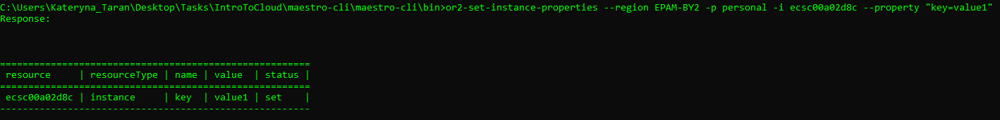 C:\Users\Kateryna_Taran\Desktop\Tasks\IntroToCloud\maestro-cli\maestro-cli\bin>or2-set-instance-properties --region EPAM-BY2 -p personal -i ecsc00a02d8c --property "key=value1"
Response:
=======================================================
 resource     | resourceType | name | value  | status |
=======================================================
 ecsc00a02d8c | instance     | key  | value1 | set    |
-------------------------------------------------------